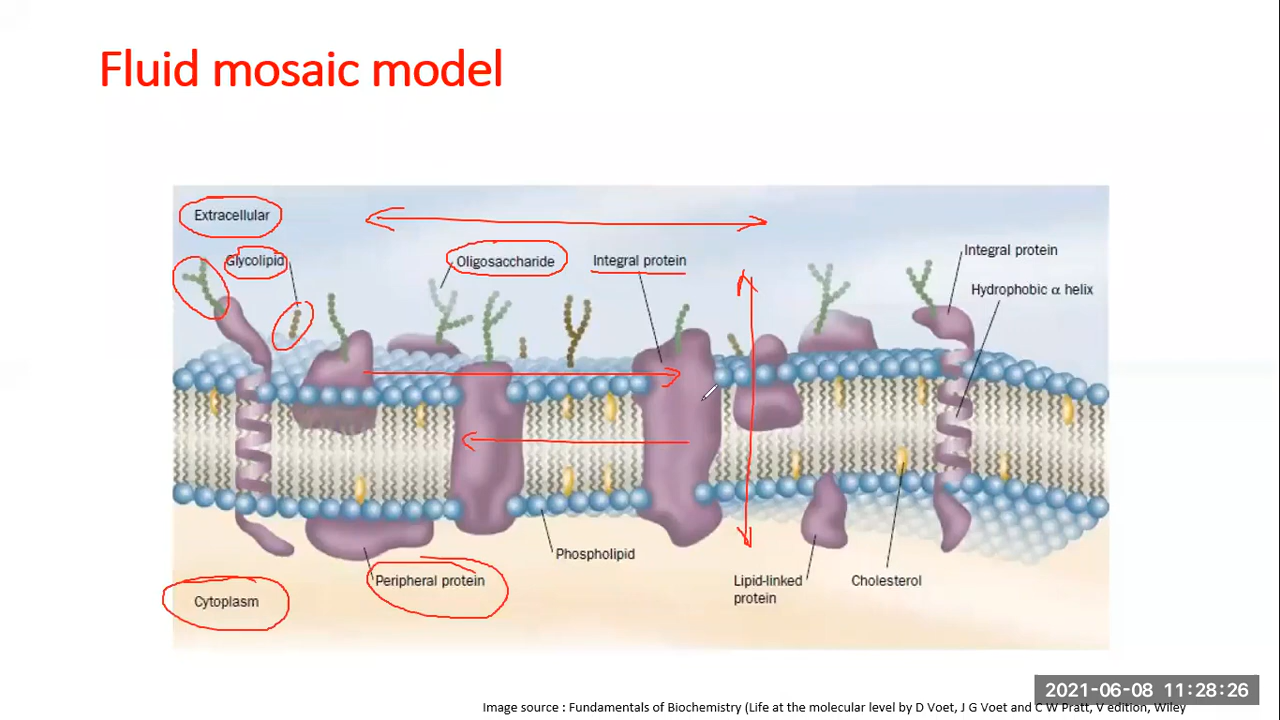 Fluid mosaic model
Extracellular
Glycolipid
Oligosaccharide
Integral protein
Integral protein
Hydrophobic α helix
Phospholipid
Peripheral protein
Lipid-linked
protein
Cholesterol
Cytoplasm
2021-06-08 11:28:26
Image source : Fundamentals of Biochemistry (Life at the molecular level by D Voet, J G Voet and C W Pratt, V edition, Wiley